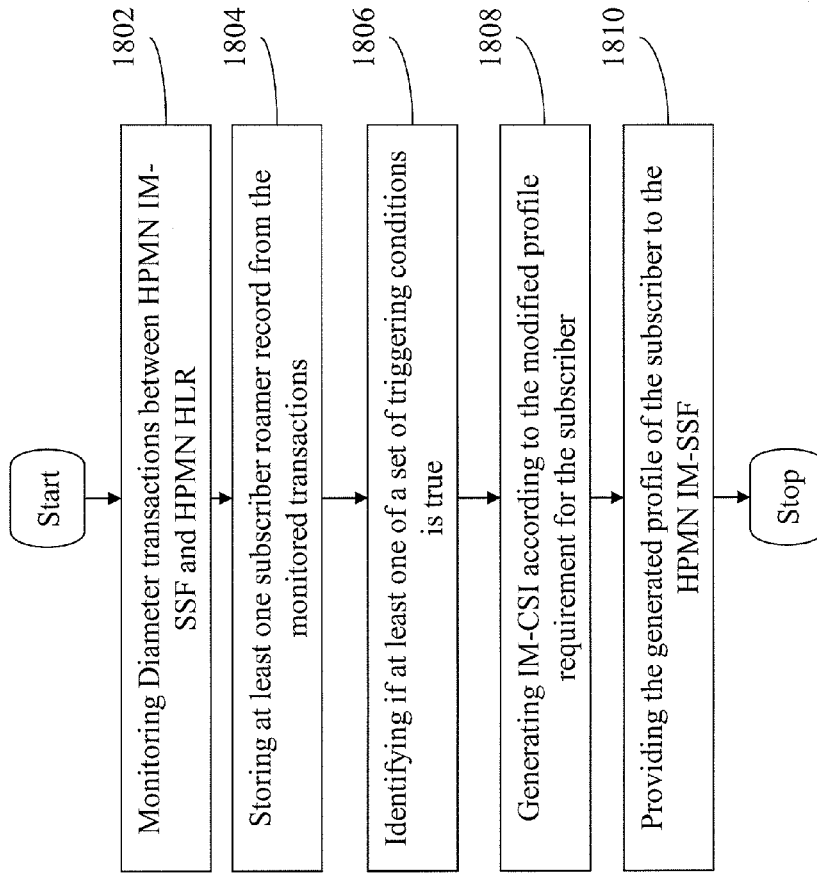 Start
Monitoring Diameter transactions between HPMN IM-
SSF and HPMN HLR
1802
Storing at least one subscriber roamer record from the
monitored transactions
1804
Identifying if at least one of a set of triggering conditions
is true
1806
Generating IM-CSI according to the modified profile
requirement for the subscriber
1808
Providing the generated profile of the subscriber to the
HPMN IM-SSF
1810
Stop